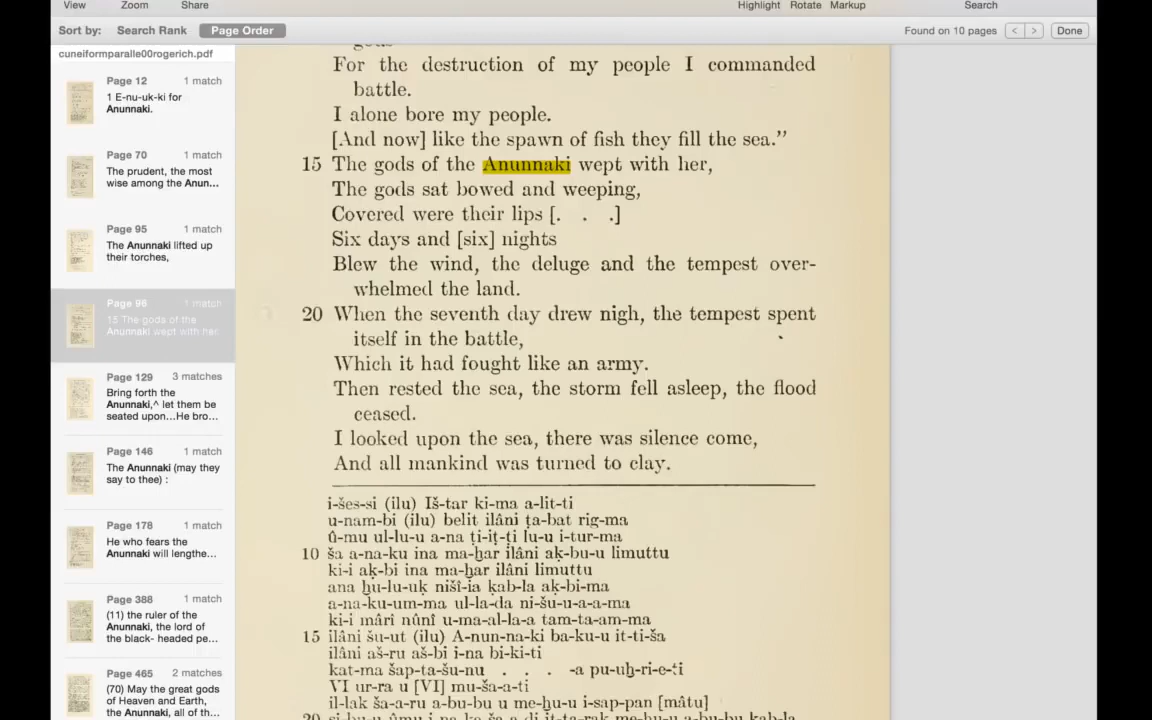 View Zoom Share Highlight Rotate Markup Search
Sort by: Search Rank Page Order Found on 10 pages < > Done
cuneiformparalle00rogerich.pdf
Page 12 1 match
1 E-nu-uk-ki for
Anunnaki.
Page 70 1 match
The prudent, the most
wise among the Anun...
Page 95 1 match
The Anunnaki lifted up
their torches,
Page 96 1 match
15 The gods of the
Anunnaki wept with her,
Page 129 3 matches
Bring forth the
Anunnaki,^ let them be
seated upon...He bro...
Page 146 1 match
The Anunnaki (may they
say to thee) :
Page 178 1 match
He who fears the
Anunnaki will lengthe...
Page 388 1 match
(11) the ruler of the
Anunnaki, the lord of
the black- headed pe...
Page 465 2 matches
(70) May the great gods
of Heaven and Earth,
the Anunnaki, all of th...
gods
For the destruction of my people I commanded
battle.
I alone bore my people.
[And now] like the spawn of fish they fill the sea.”
15 The gods of the Anunnaki wept with her,
The gods sat bowed and weeping,
Covered were their lips [. . .]
Six days and [six] nights
Blew the wind, the deluge and the tempest over-
whelmed the land.
20 When the seventh day drew nigh, the tempest spent
itself in the battle,
Which it had fought like an army.
Then rested the sea, the storm fell asleep, the flood
ceased.
I looked upon the sea, there was silence come,
And all mankind was turned to clay.
i-šes-si (ilu) Iš-tar ki-ma a-lit-ti
u-nam-bi (ilu) belit ilâni ṭa-bat rig-ma
û-mu ul-lu-u a-na ṭi-iṭ-ṭi lu-u i-tur-ma
10 ša a-na-ku ina ma-ḫar ilâni aḳ-bu-u limuttu
ki-i aḳ-bi ina ma-ḫar ilâni limuttu
ana ḫu-lu-uḳ nišî-ia ḳab-la aḳ-bi-ma
a-na-ku-um-ma ul-la-da ni-šu-u-a-a-ma
ki-i mâri nûnî u-ma-al-la-a tam-ta-am-ma
15 ilâni šu-ut (ilu) A-nun-na-ki ba-ku-u it-ti-ša
ilâni aš-ru aš-bi i-na bi-ki-ti
kat-ma šap-ta-šu-nu . . . -a pu-uḫ-ri-e-ti
VI ur-ra u [VI] mu-ša-a-ti
il-lak ša-a-ru a-bu-bu u me-ḫu-u i-sap-pan [mâtu]
20 si-bu-u ûmu i-na ka-ša-a-di it-ta-rak me-ḫu-u a-bu-bu kab-la